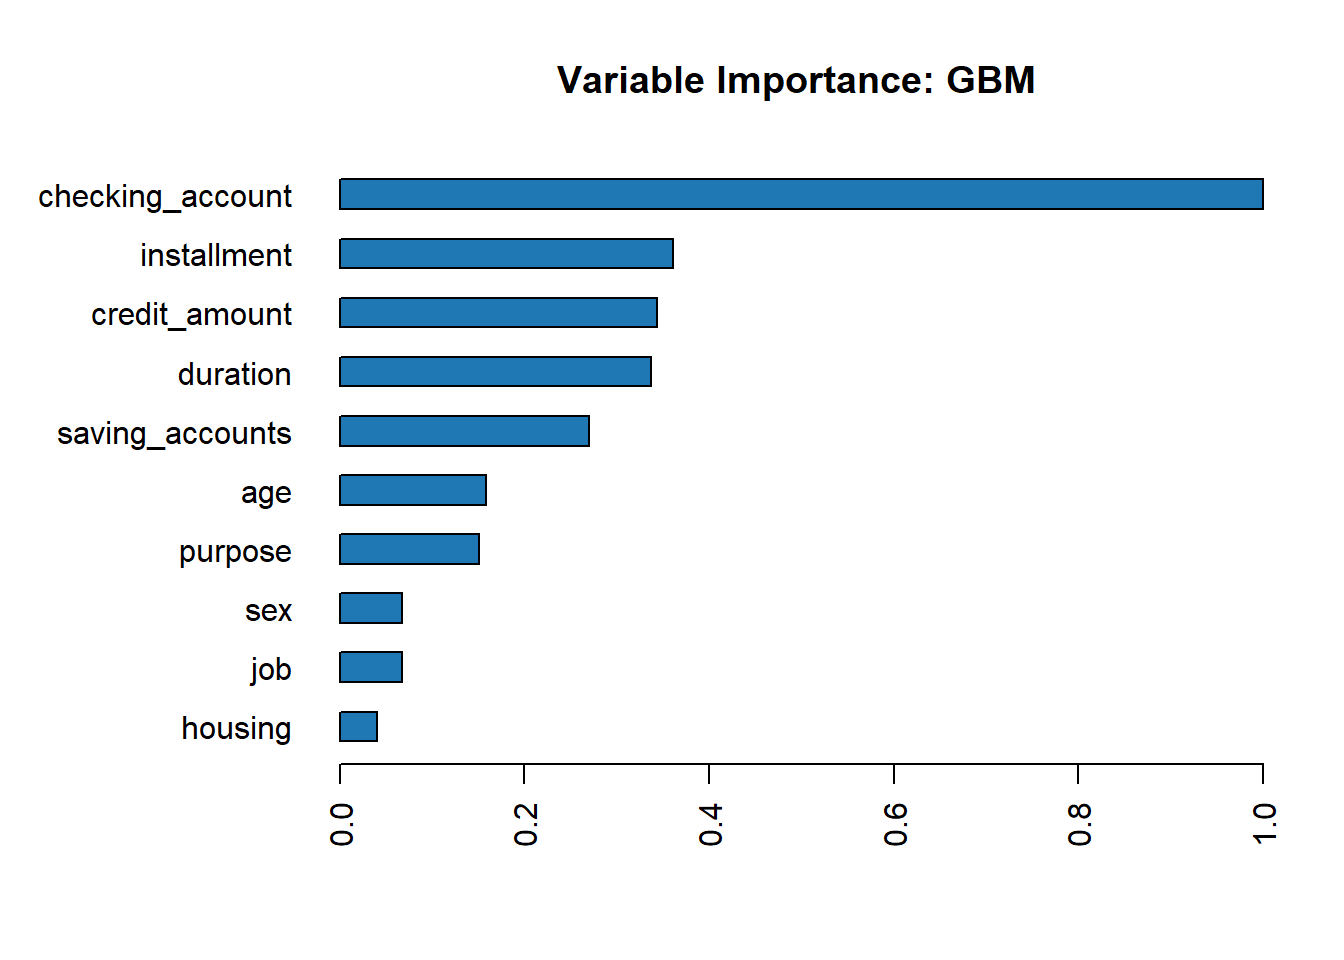 Variable Importance: GBM
checking_account
installment
credit_amount
duration
saving_accounts
age
purpose
sex
job
housing
0.0
0.2
0.4
0.6
0.8
1.0